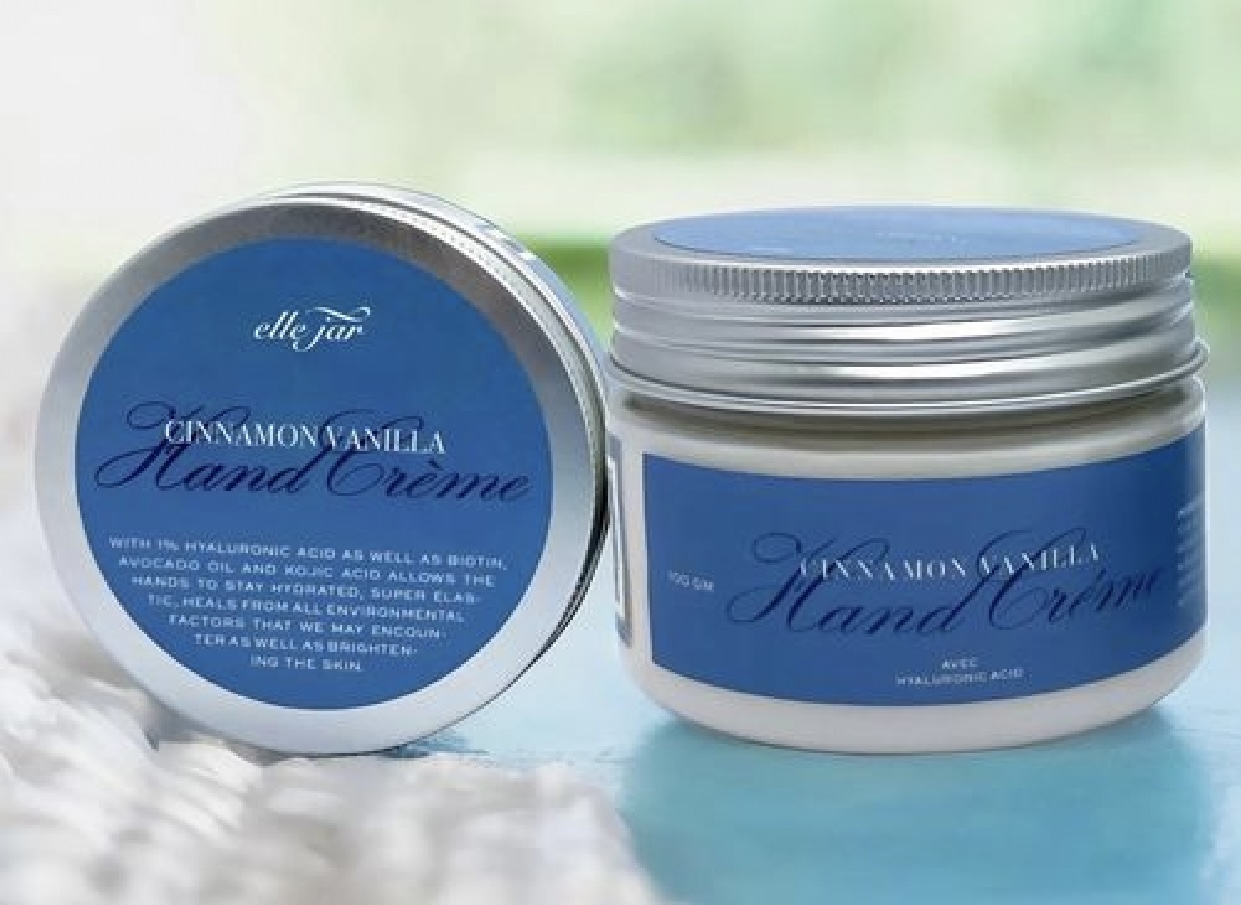 elle jar
CINNAMON VANILLA
Hand Crème
WITH 1% HYALURONIC ACID AS WELL AS BIOTIN,
AVOCADO OIL AND KOJIC ACID ALLOWS THE
HANDS TO STAY HYDRATED, SUPER ELAS-
TIC, HEALS FROM ALL ENVIRONMENTAL
FACTORS THAT WE MAY ENCOUN-
TER AS WELL AS BRIGHTEN-
ING THE SKIN.
CINNAMON VANILLA
Hand Créme
100 GM
AVEC
HYALURONIC ACID